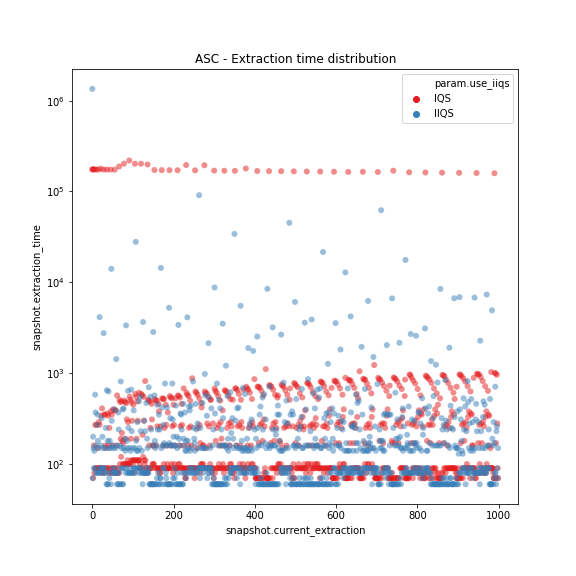 ASC - Extraction time distribution
param.use_iiqs
IQS
IIQS
snapshot.extraction_time
10^6
10^5
10^4
10^3
10^2
0 200 400 600 800 1000
snapshot.current_extraction